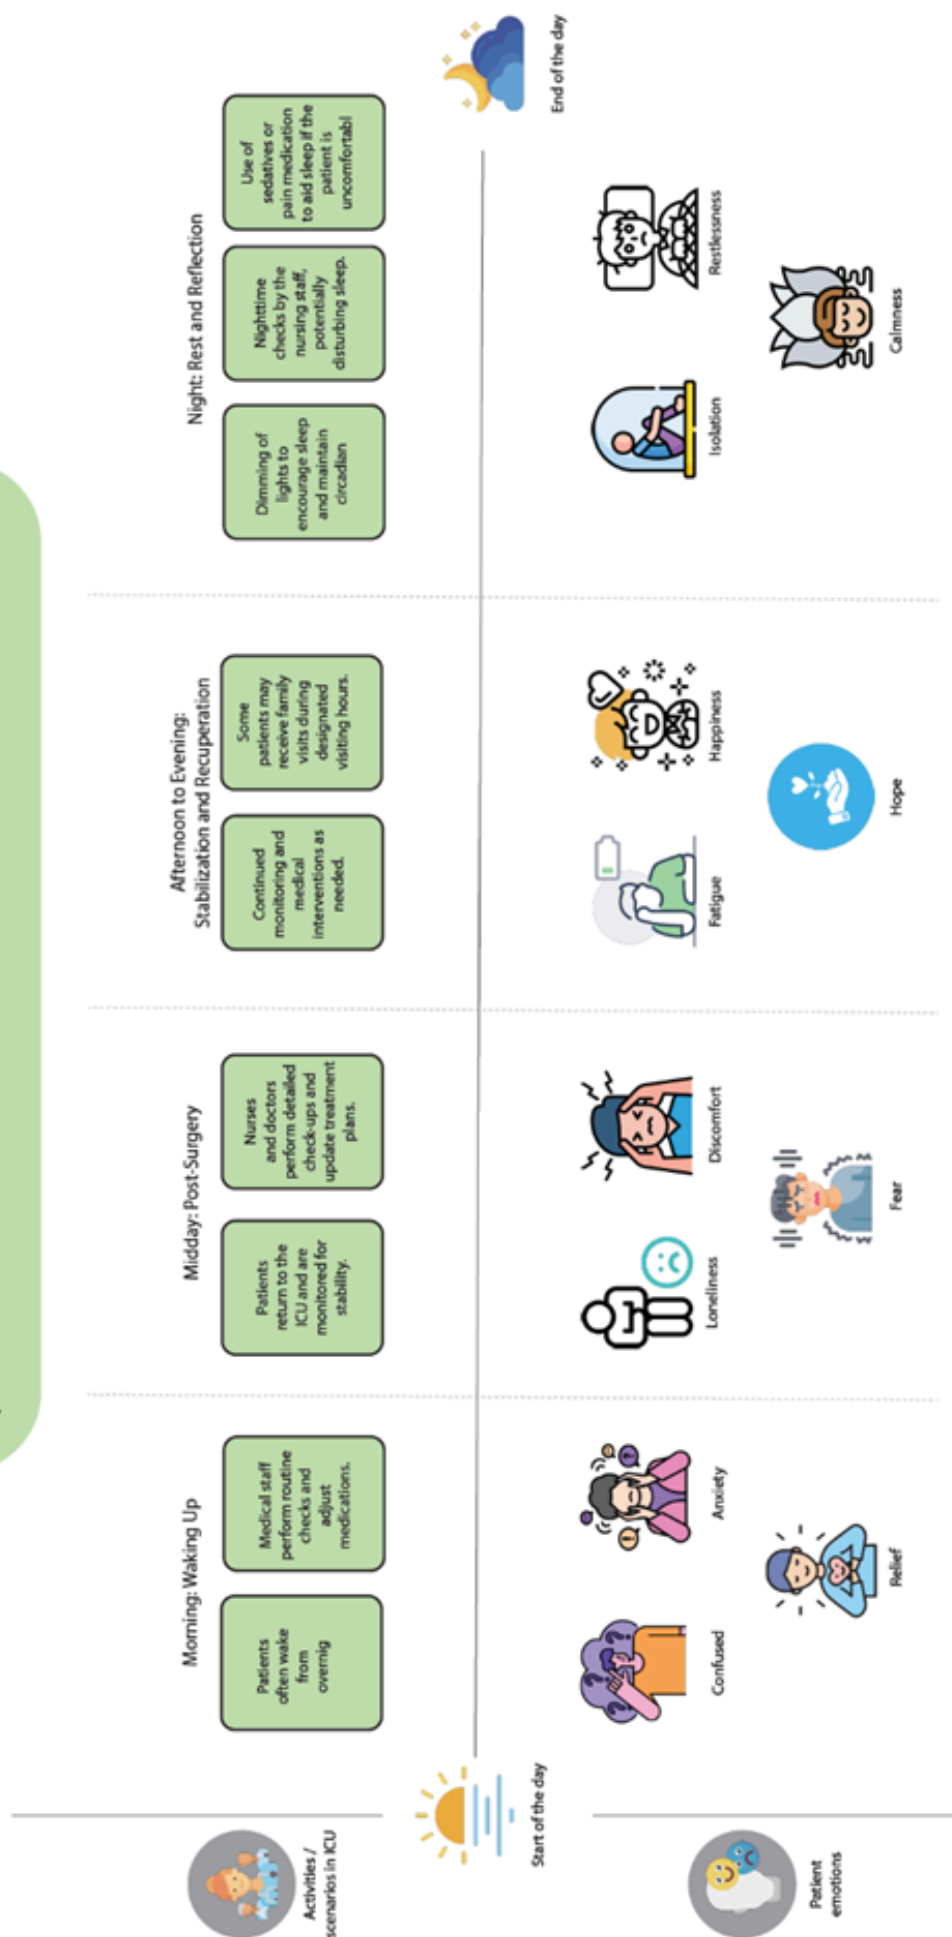 Activities /
scenarios in ICU
Morning: Waking Up
Patients
often wake
from
overnig
Medical staff
perform routine
checks and
adjust
medications.
Midday: Post-Surgery
Patients
return to the
ICU and are
monitored for
stability.
Nurses
and doctors
perform detailed
check-ups and
update treatment
plans.
Afternoon to Evening:
Stabilization and Recuperation
Continued
monitoring and
medical
interventions as
needed.
Some
patients may
receive family
visits during
designated
visiting hours.
Night: Rest and Reflection
Dimming of
lights to
encourage sleep
and maintain
circadian
Nighttime
checks by the
nursing staff,
potentially
disturbing sleep.
Use of
sedatives or
pain medication
to aid sleep if the
patient is
uncomfortabl
Start of the day
End of the day
Patient
emotions
Confused
Anxiety
Relief
Loneliness
Discomfort
Fear
Fatigue
Happiness
Hope
Isolation
Restlessness
Calmness